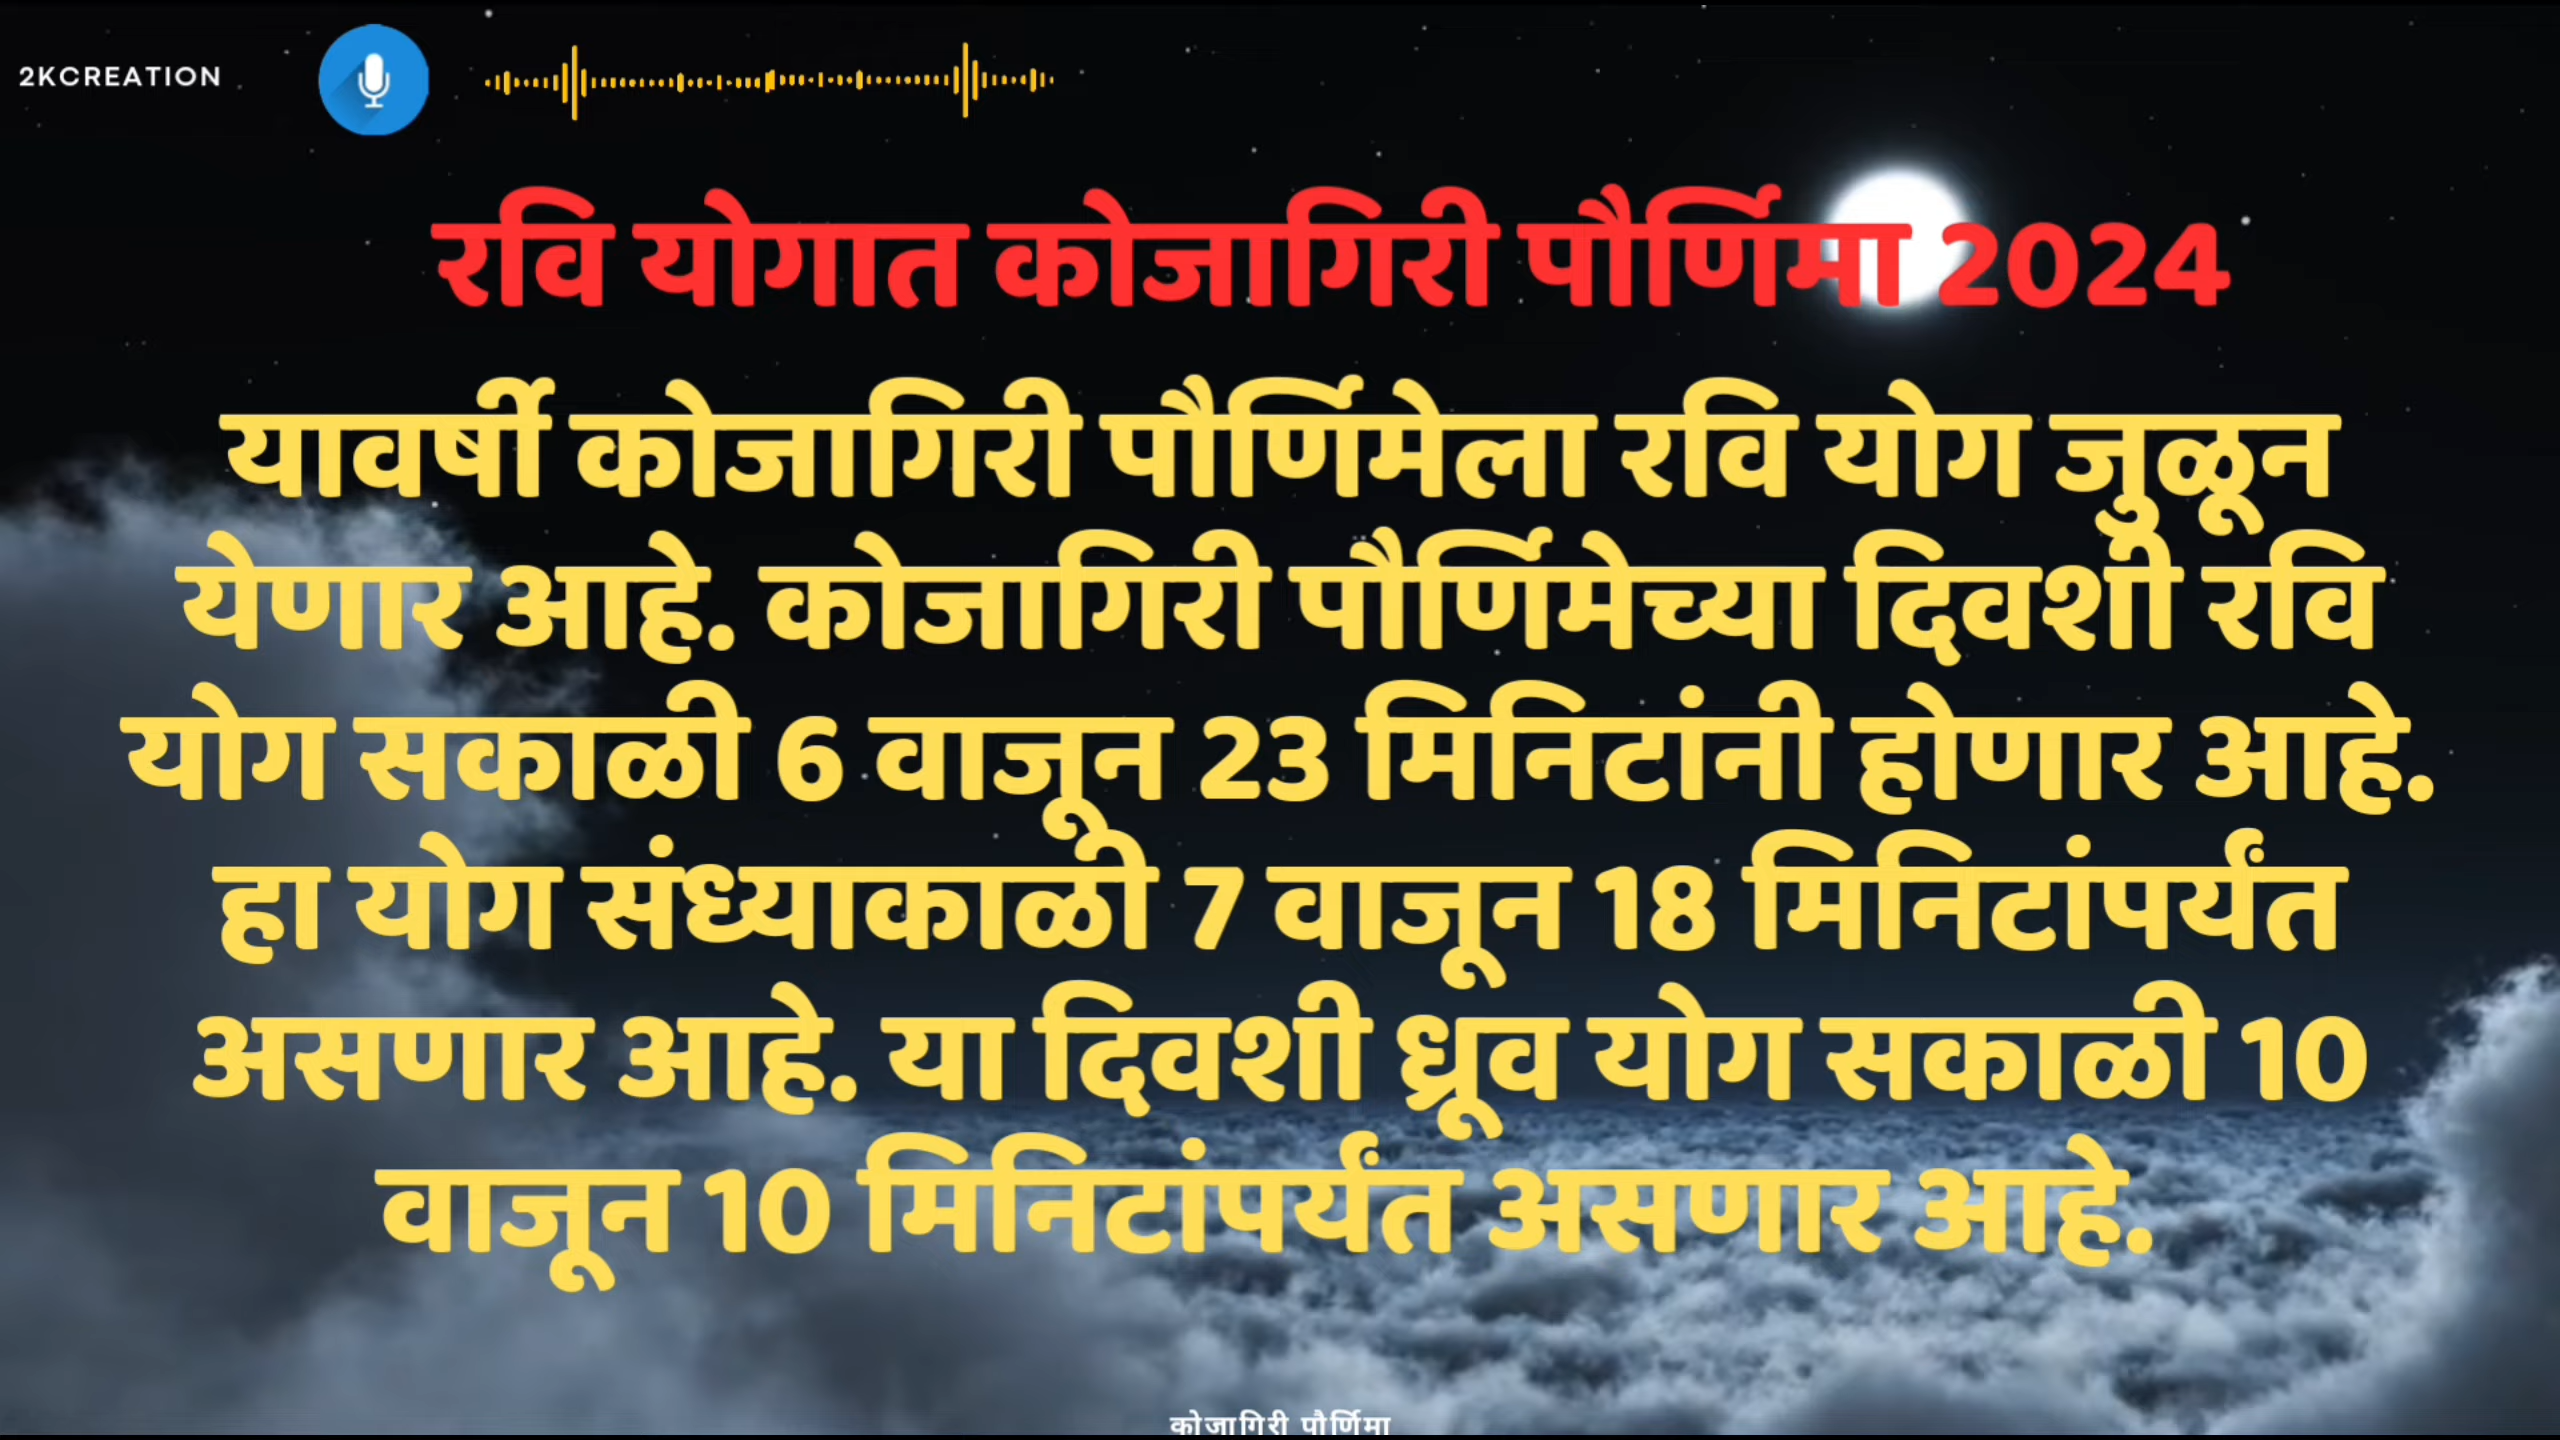 2KCREATION
रवि योगात कोजागिरी पौर्णिमा 2024
यावर्षी कोजागिरी पौर्णिमेला रवि योग जुळून
येणार आहे. कोजागिरी पौर्णिमेच्या दिवशी रवि
योग सकाळी 6 वाजून 23 मिनिटांनी होणार आहे.
हा योग संध्याकाळी 7 वाजून 18 मिनिटांपर्यंत
असणार आहे. या दिवशी ध्रूव योग सकाळी 10
वाजून 10 मिनिटांपर्यंत असणार आहे.
कोजागिरी पौर्णिमा